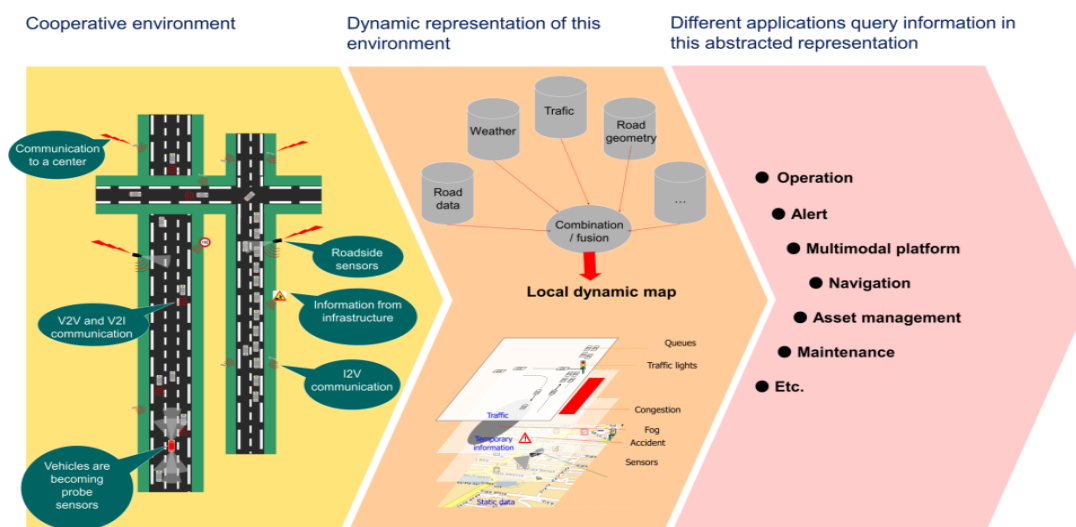 Cooperative environment
Dynamic representation of this
environment
Different applications query information in
this abstracted representation
Communication
to a center
Roadside
sensors
V2V and V2I
communication
Information from
infrastructure
I2V
communication
Vehicles are
becoming
probe
sensors
Trafic
Weather
Road
geometry
Road
data
...
Combination
/ fusion
Local dynamic map
Queues
Traffic lights
Congestion
Fog
Accident
Sensors
Traffic
Temporary
information
Static data
Operation
Alert
Multimodal platform
Navigation
Asset management
Maintenance
Etc.